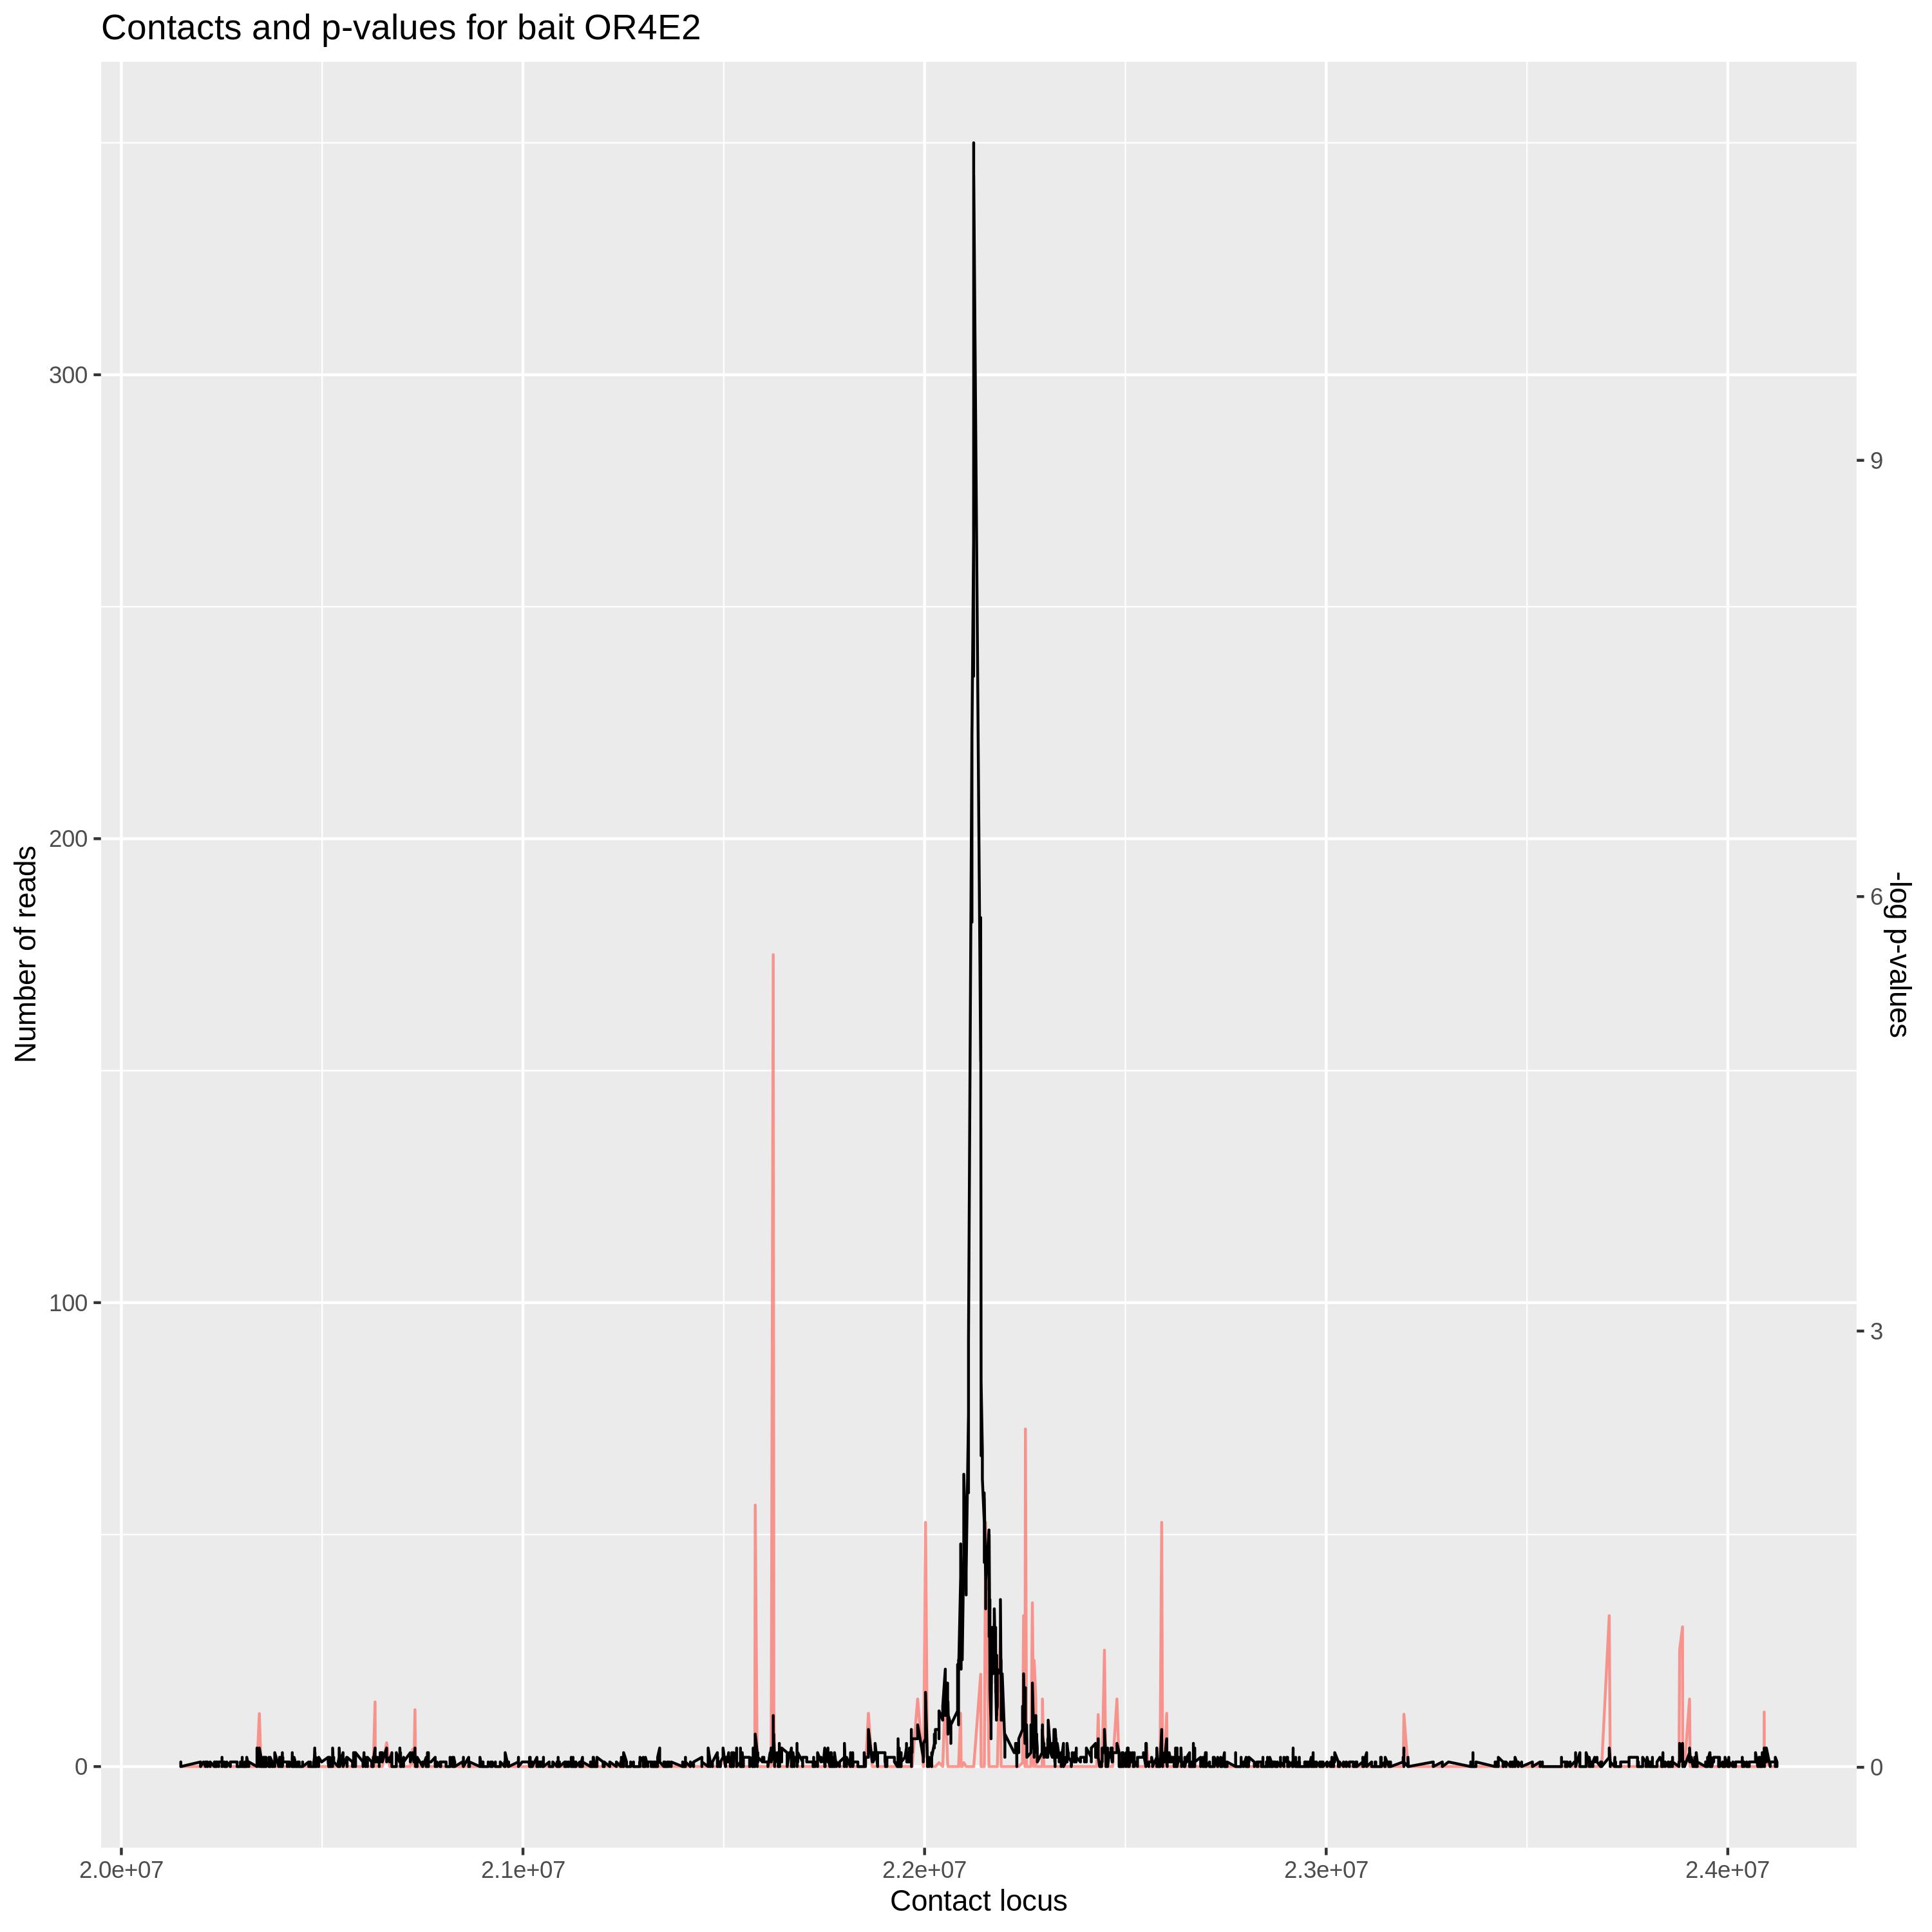 Contacts and p-values for bait OR4E2
300
200
100
0
Number of reads
9
6
3
0
-log p-values
2.0e+07 2.1e+07 2.2e+07 2.3e+07 2.4e+07
Contact locus